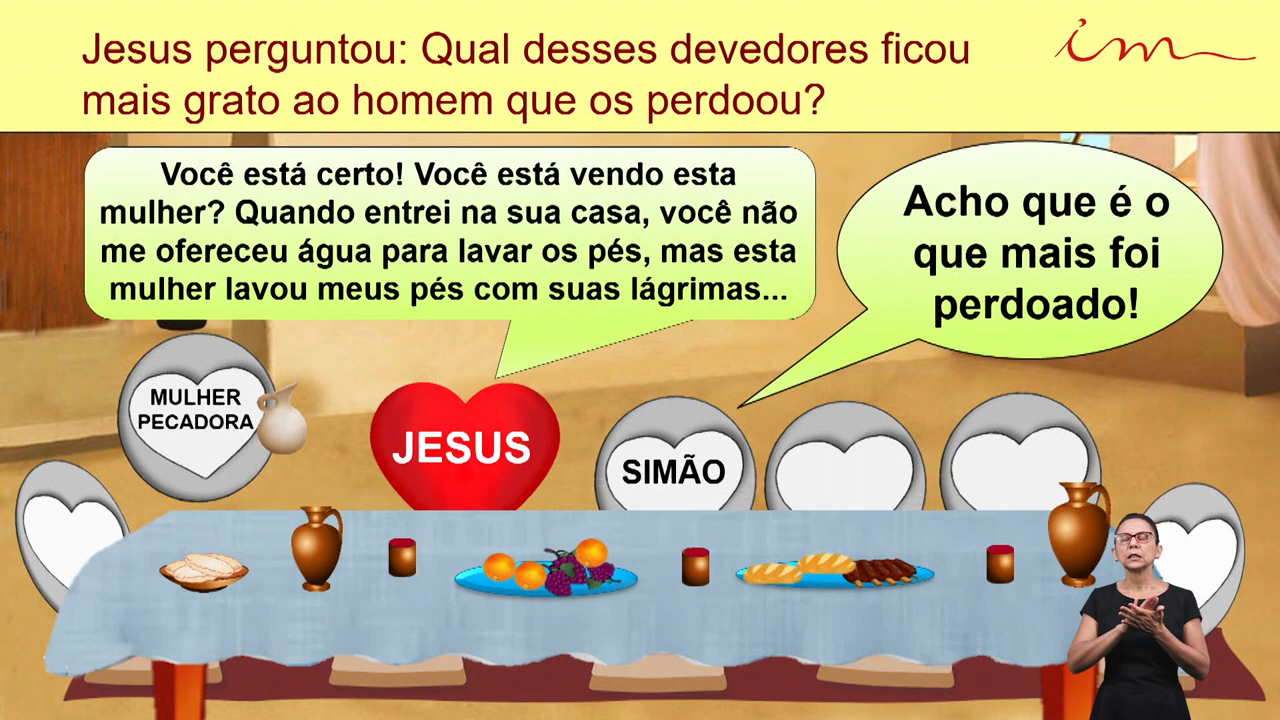 Jesus perguntou: Qual desses devedores ficou
mais grato ao homem que os perdoou?
im
Você está certo! Você está vendo esta
mulher? Quando entrei na sua casa, você não
me ofereceu água para lavar os pés, mas esta
mulher lavou meus pés com suas lágrimas...
Acho que é o
que mais foi
perdoado!
MULHER
PECADORA
JESUS
SIMÃO